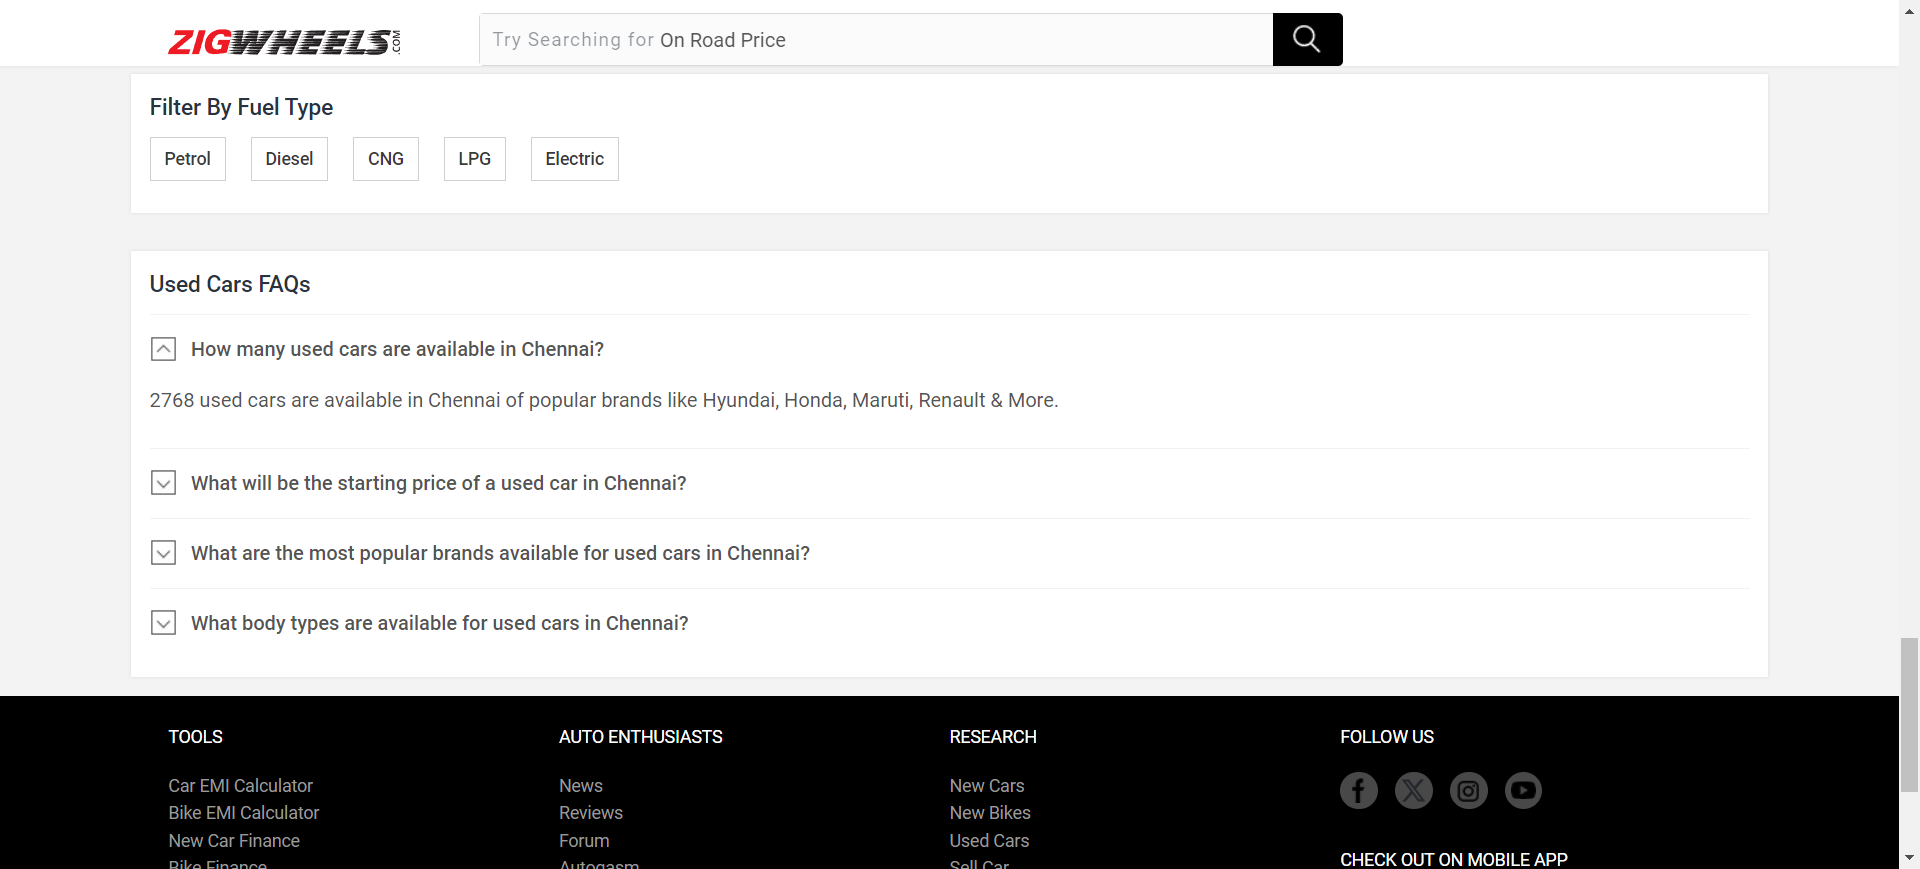 ZIGWHEELS.COM
Try Searching for On Road Price
Filter By Fuel Type
Petrol
Diesel
CNG
LPG
Electric
Used Cars FAQs
How many used cars are available in Chennai?
2768 used cars are available in Chennai of popular brands like Hyundai, Honda, Maruti, Renault & More.
What will be the starting price of a used car in Chennai?
What are the most popular brands available for used cars in Chennai?
What body types are available for used cars in Chennai?
TOOLS
Car EMI Calculator
Bike EMI Calculator
New Car Finance
Bike Finance
AUTO ENTHUSIASTS
News
Reviews
Forum
Autogasm
RESEARCH
New Cars
New Bikes
Used Cars
Sell Car
FOLLOW US
CHECK OUT ON MOBILE APP